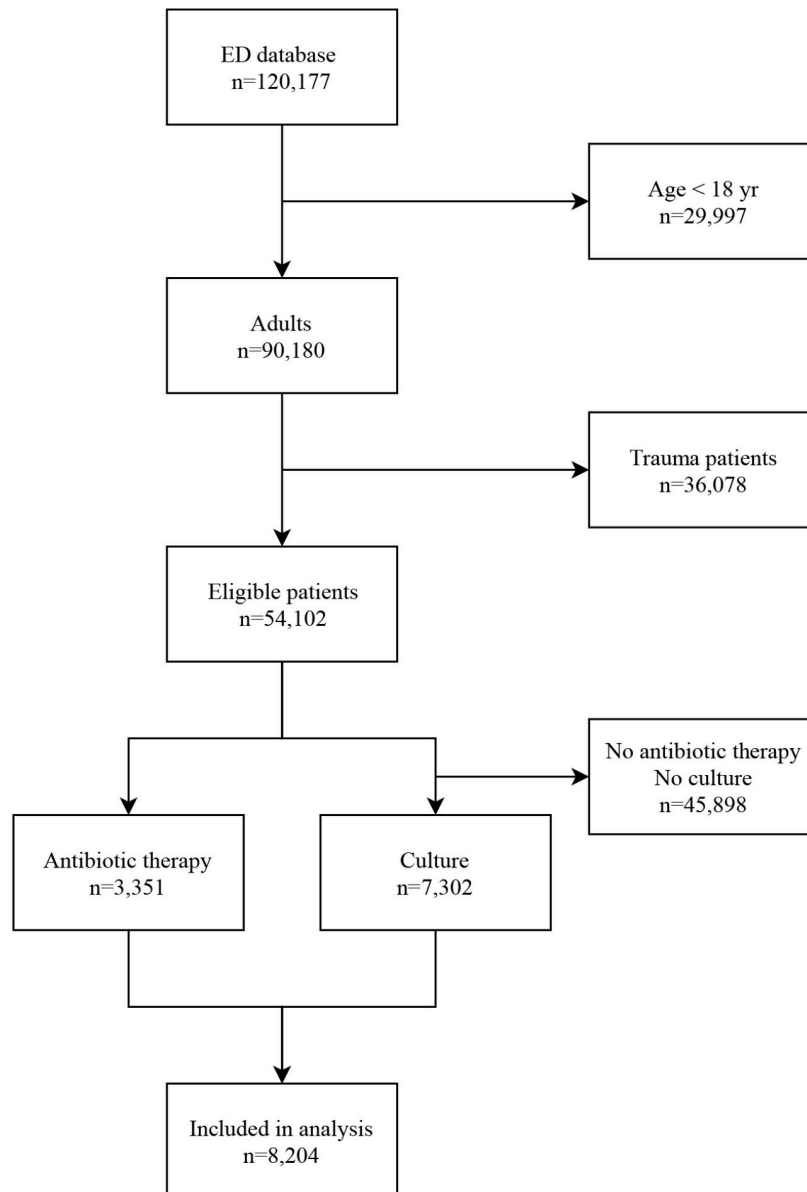 ED database
n=120,177
Age < 18 yr
n=29,997
Adults
n=90,180
Trauma patients
n=36,078
Eligible patients
n=54,102
No antibiotic therapy
No culture
n=45,898
Antibiotic therapy
n=3,351
Culture
n=7,302
Included in analysis
n=8,204